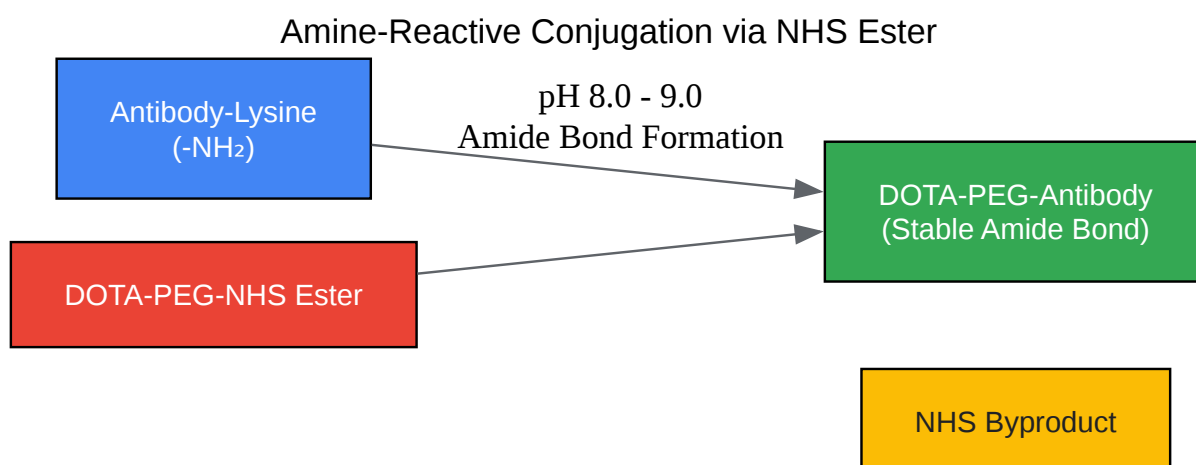 Amine-Reactive Conjugation via NHS Ester
Antibody-Lysine
(-NH₂)
pH 8.0 - 9.0
Amide Bond Formation
DOTA-PEG-Antibody
(Stable Amide Bond)
DOTA-PEG-NHS Ester
NHS Byproduct